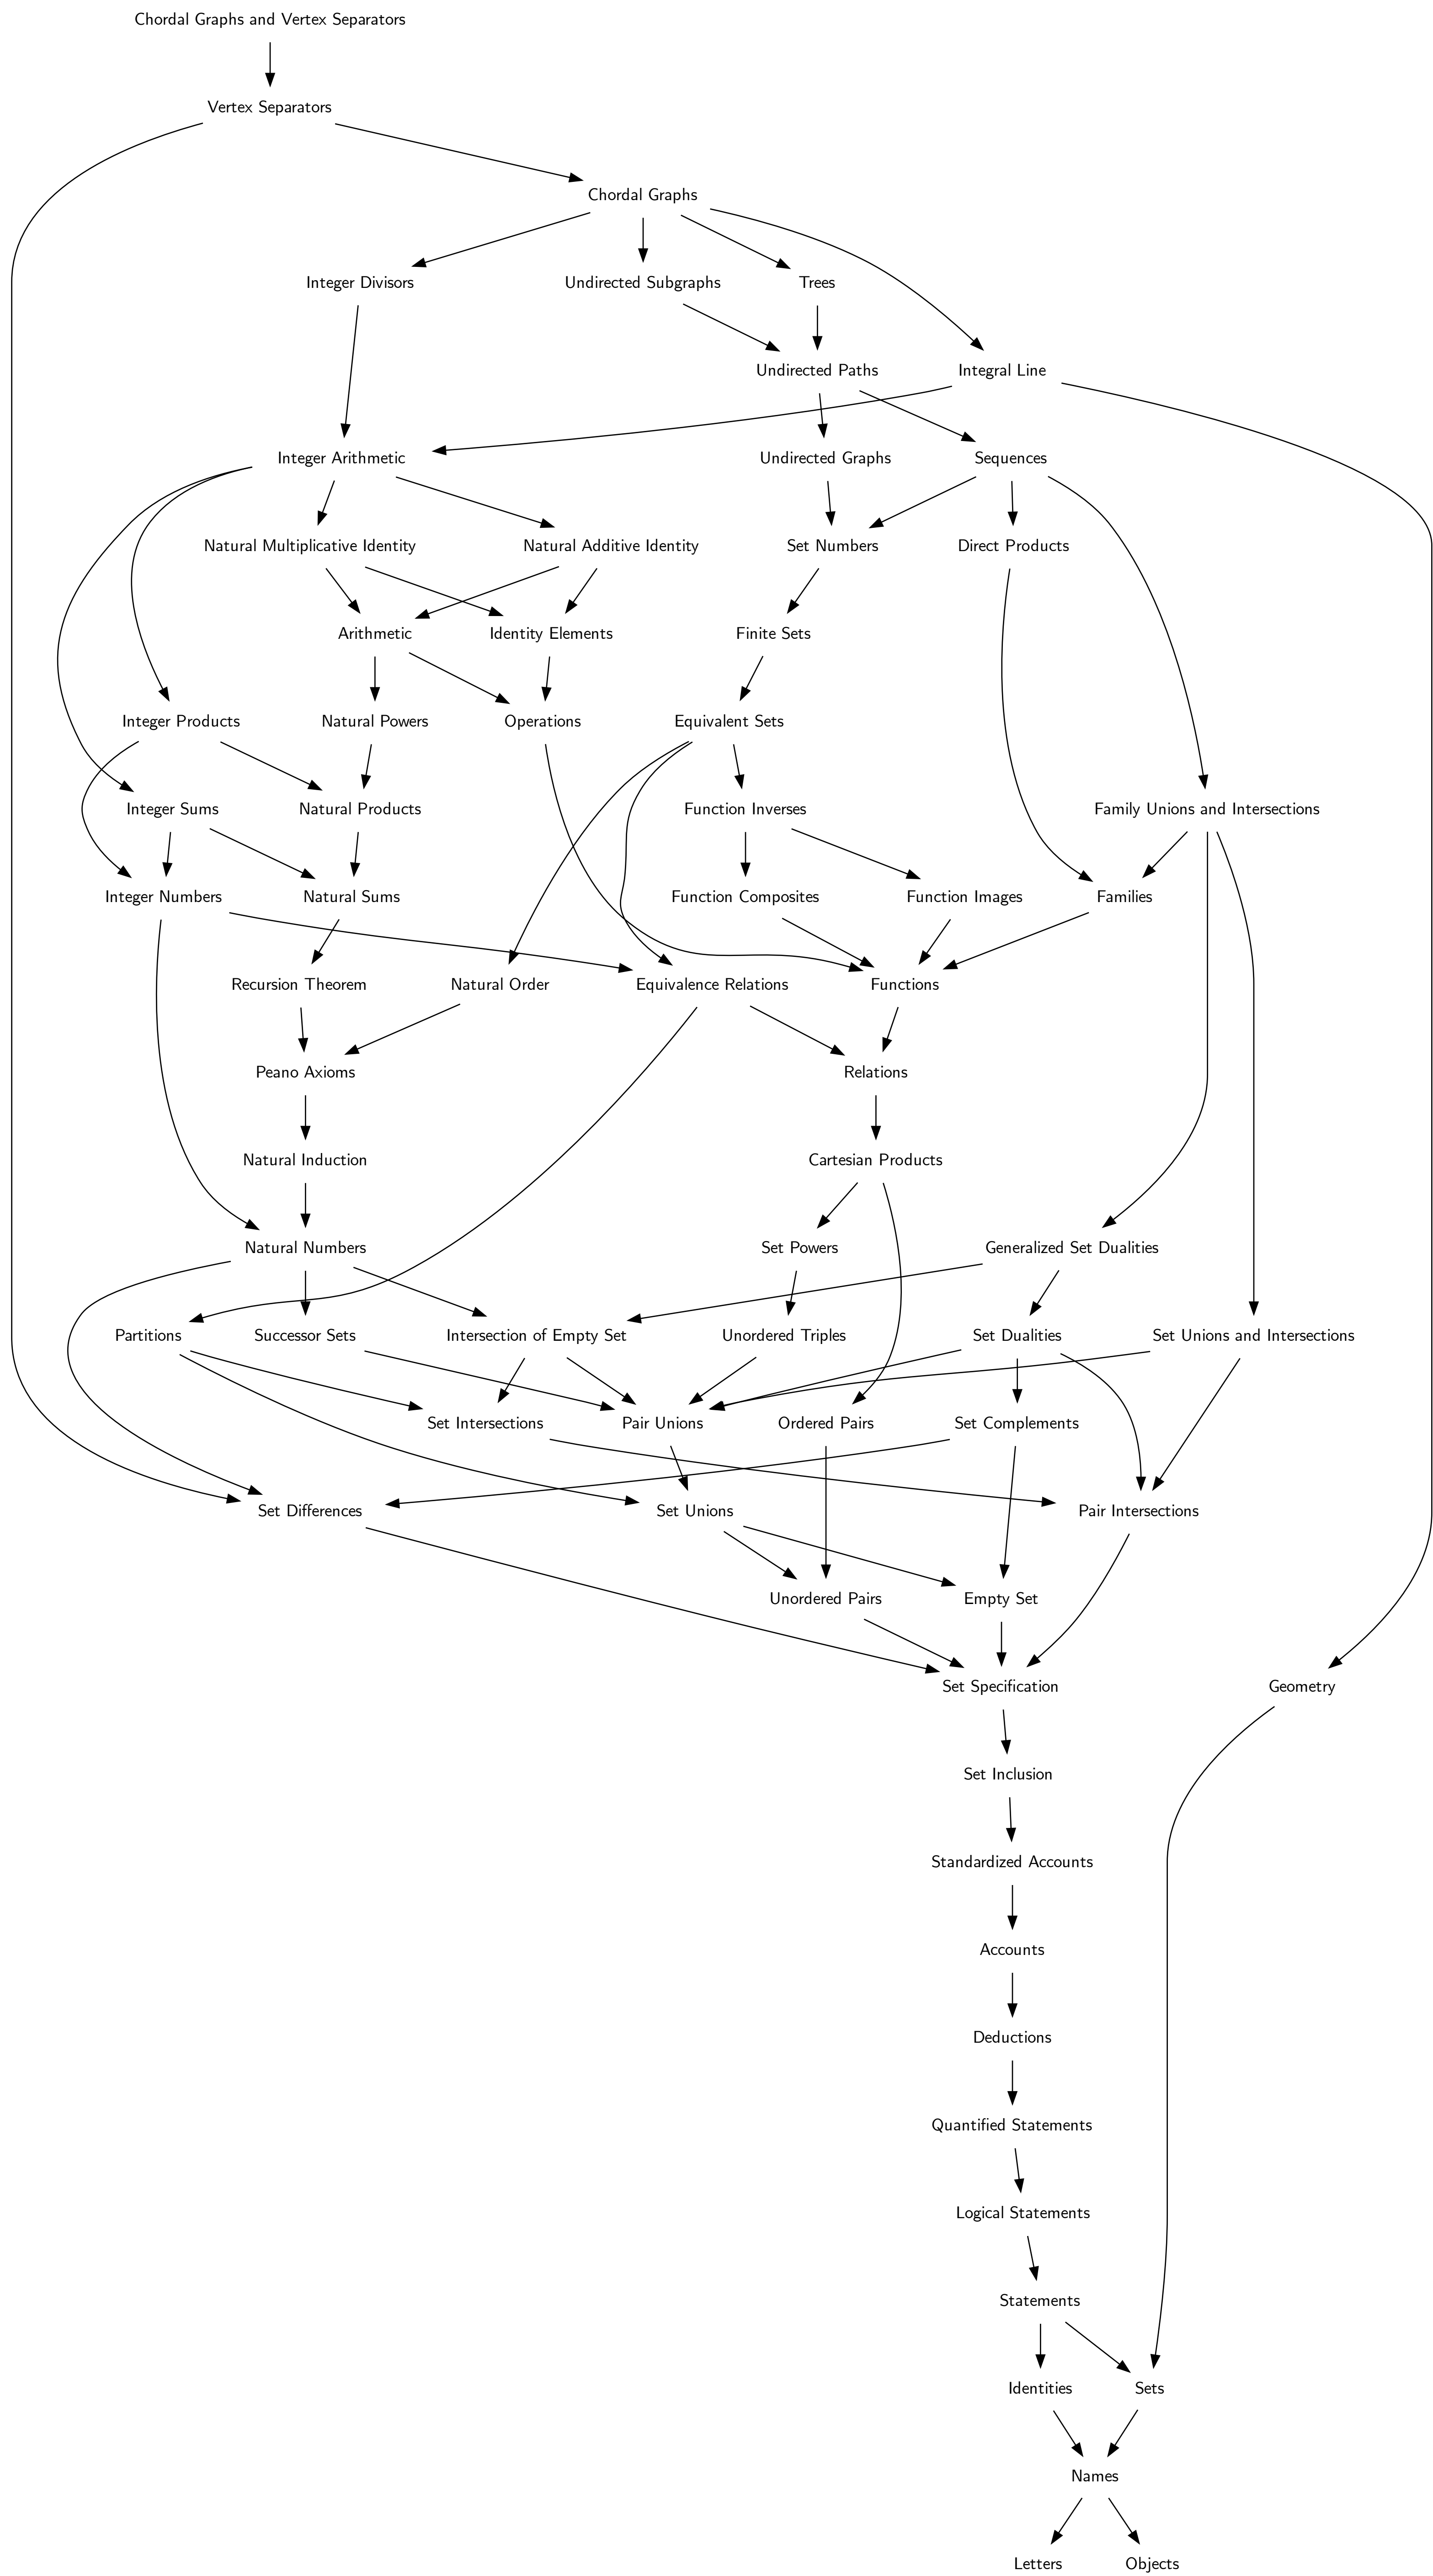 Chordal Graphs and Vertex Separators
Vertex Separators
Chordal Graphs
Integer Divisors
Undirected Subgraphs
Trees
Undirected Paths
Integral Line
Integer Arithmetic
Undirected Graphs
Sequences
Natural Multiplicative Identity
Natural Additive Identity
Set Numbers
Direct Products
Arithmetic
Identity Elements
Finite Sets
Integer Products
Natural Powers
Operations
Equivalent Sets
Integer Sums
Natural Products
Function Inverses
Family Unions and Intersections
Integer Numbers
Natural Sums
Function Composites
Function Images
Families
Recursion Theorem
Natural Order
Equivalence Relations
Functions
Peano Axioms
Relations
Natural Induction
Cartesian Products
Natural Numbers
Set Powers
Generalized Set Dualities
Partitions
Successor Sets
Intersection of Empty Set
Unordered Triples
Set Dualities
Set Unions and Intersections
Set Intersections
Pair Unions
Ordered Pairs
Set Complements
Set Differences
Set Unions
Pair Intersections
Unordered Pairs
Empty Set
Set Specification
Geometry
Set Inclusion
Standardized Accounts
Accounts
Deductions
Quantified Statements
Logical Statements
Statements
Identities
Sets
Names
Letters
Objects